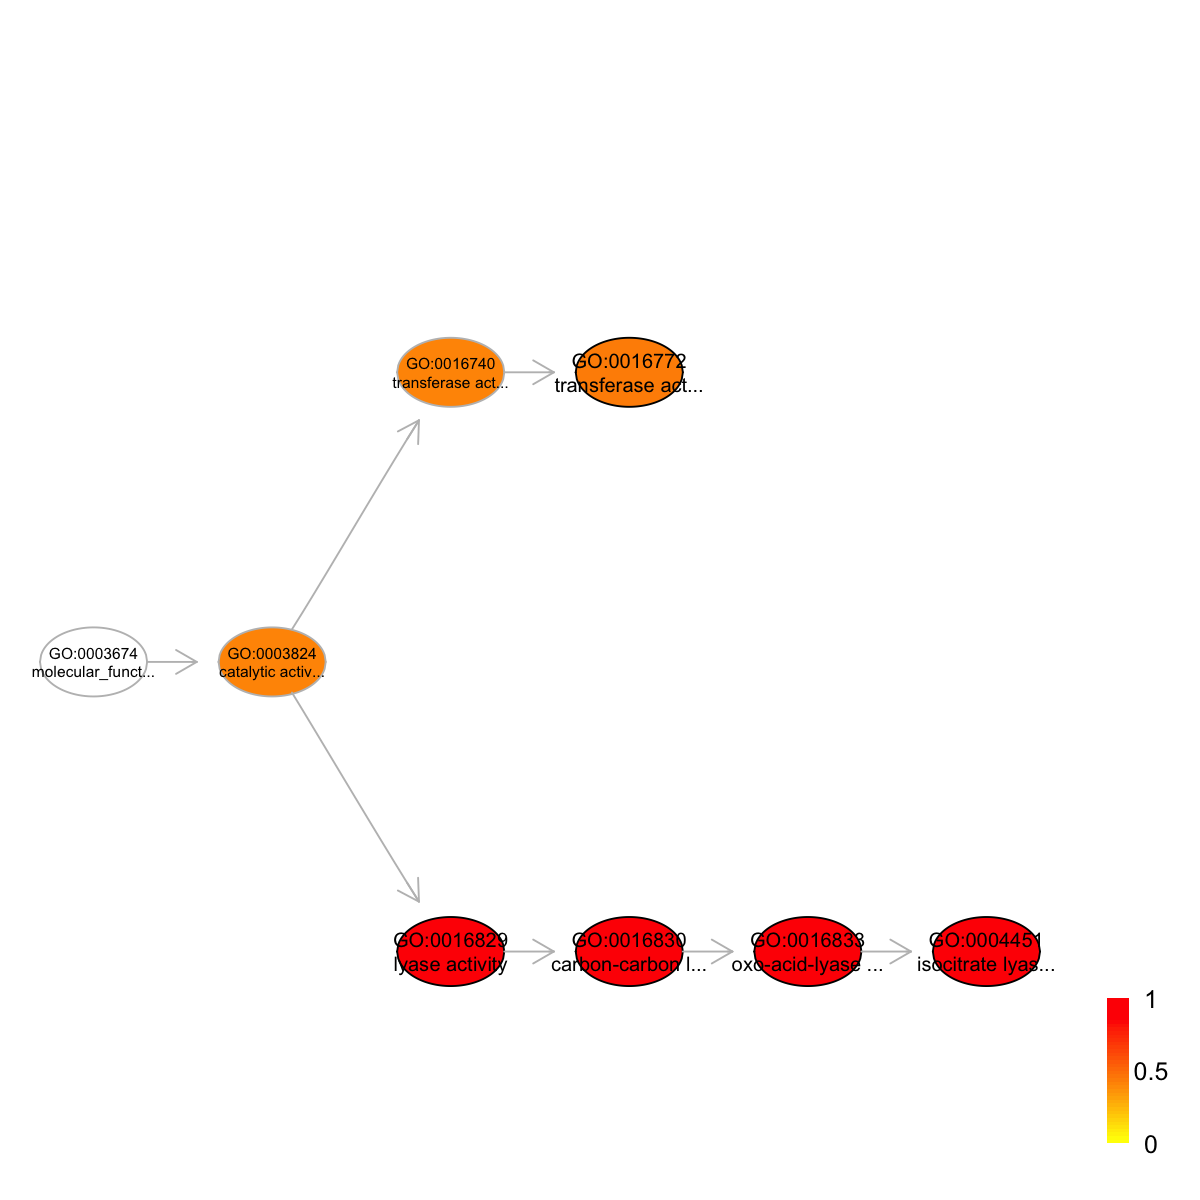 GO:0016740
transferase act...
GO:0016772
transferase act...
GO:0003674
molecular_funct...
GO:0003824
catalytic activ...
GO:0016829
lyase activity
GO:0016830
carbon-carbon l...
GO:0016833
oxo-acid-lyase ...
GO:0004451
isocitrate lyas...
1
0.5
0